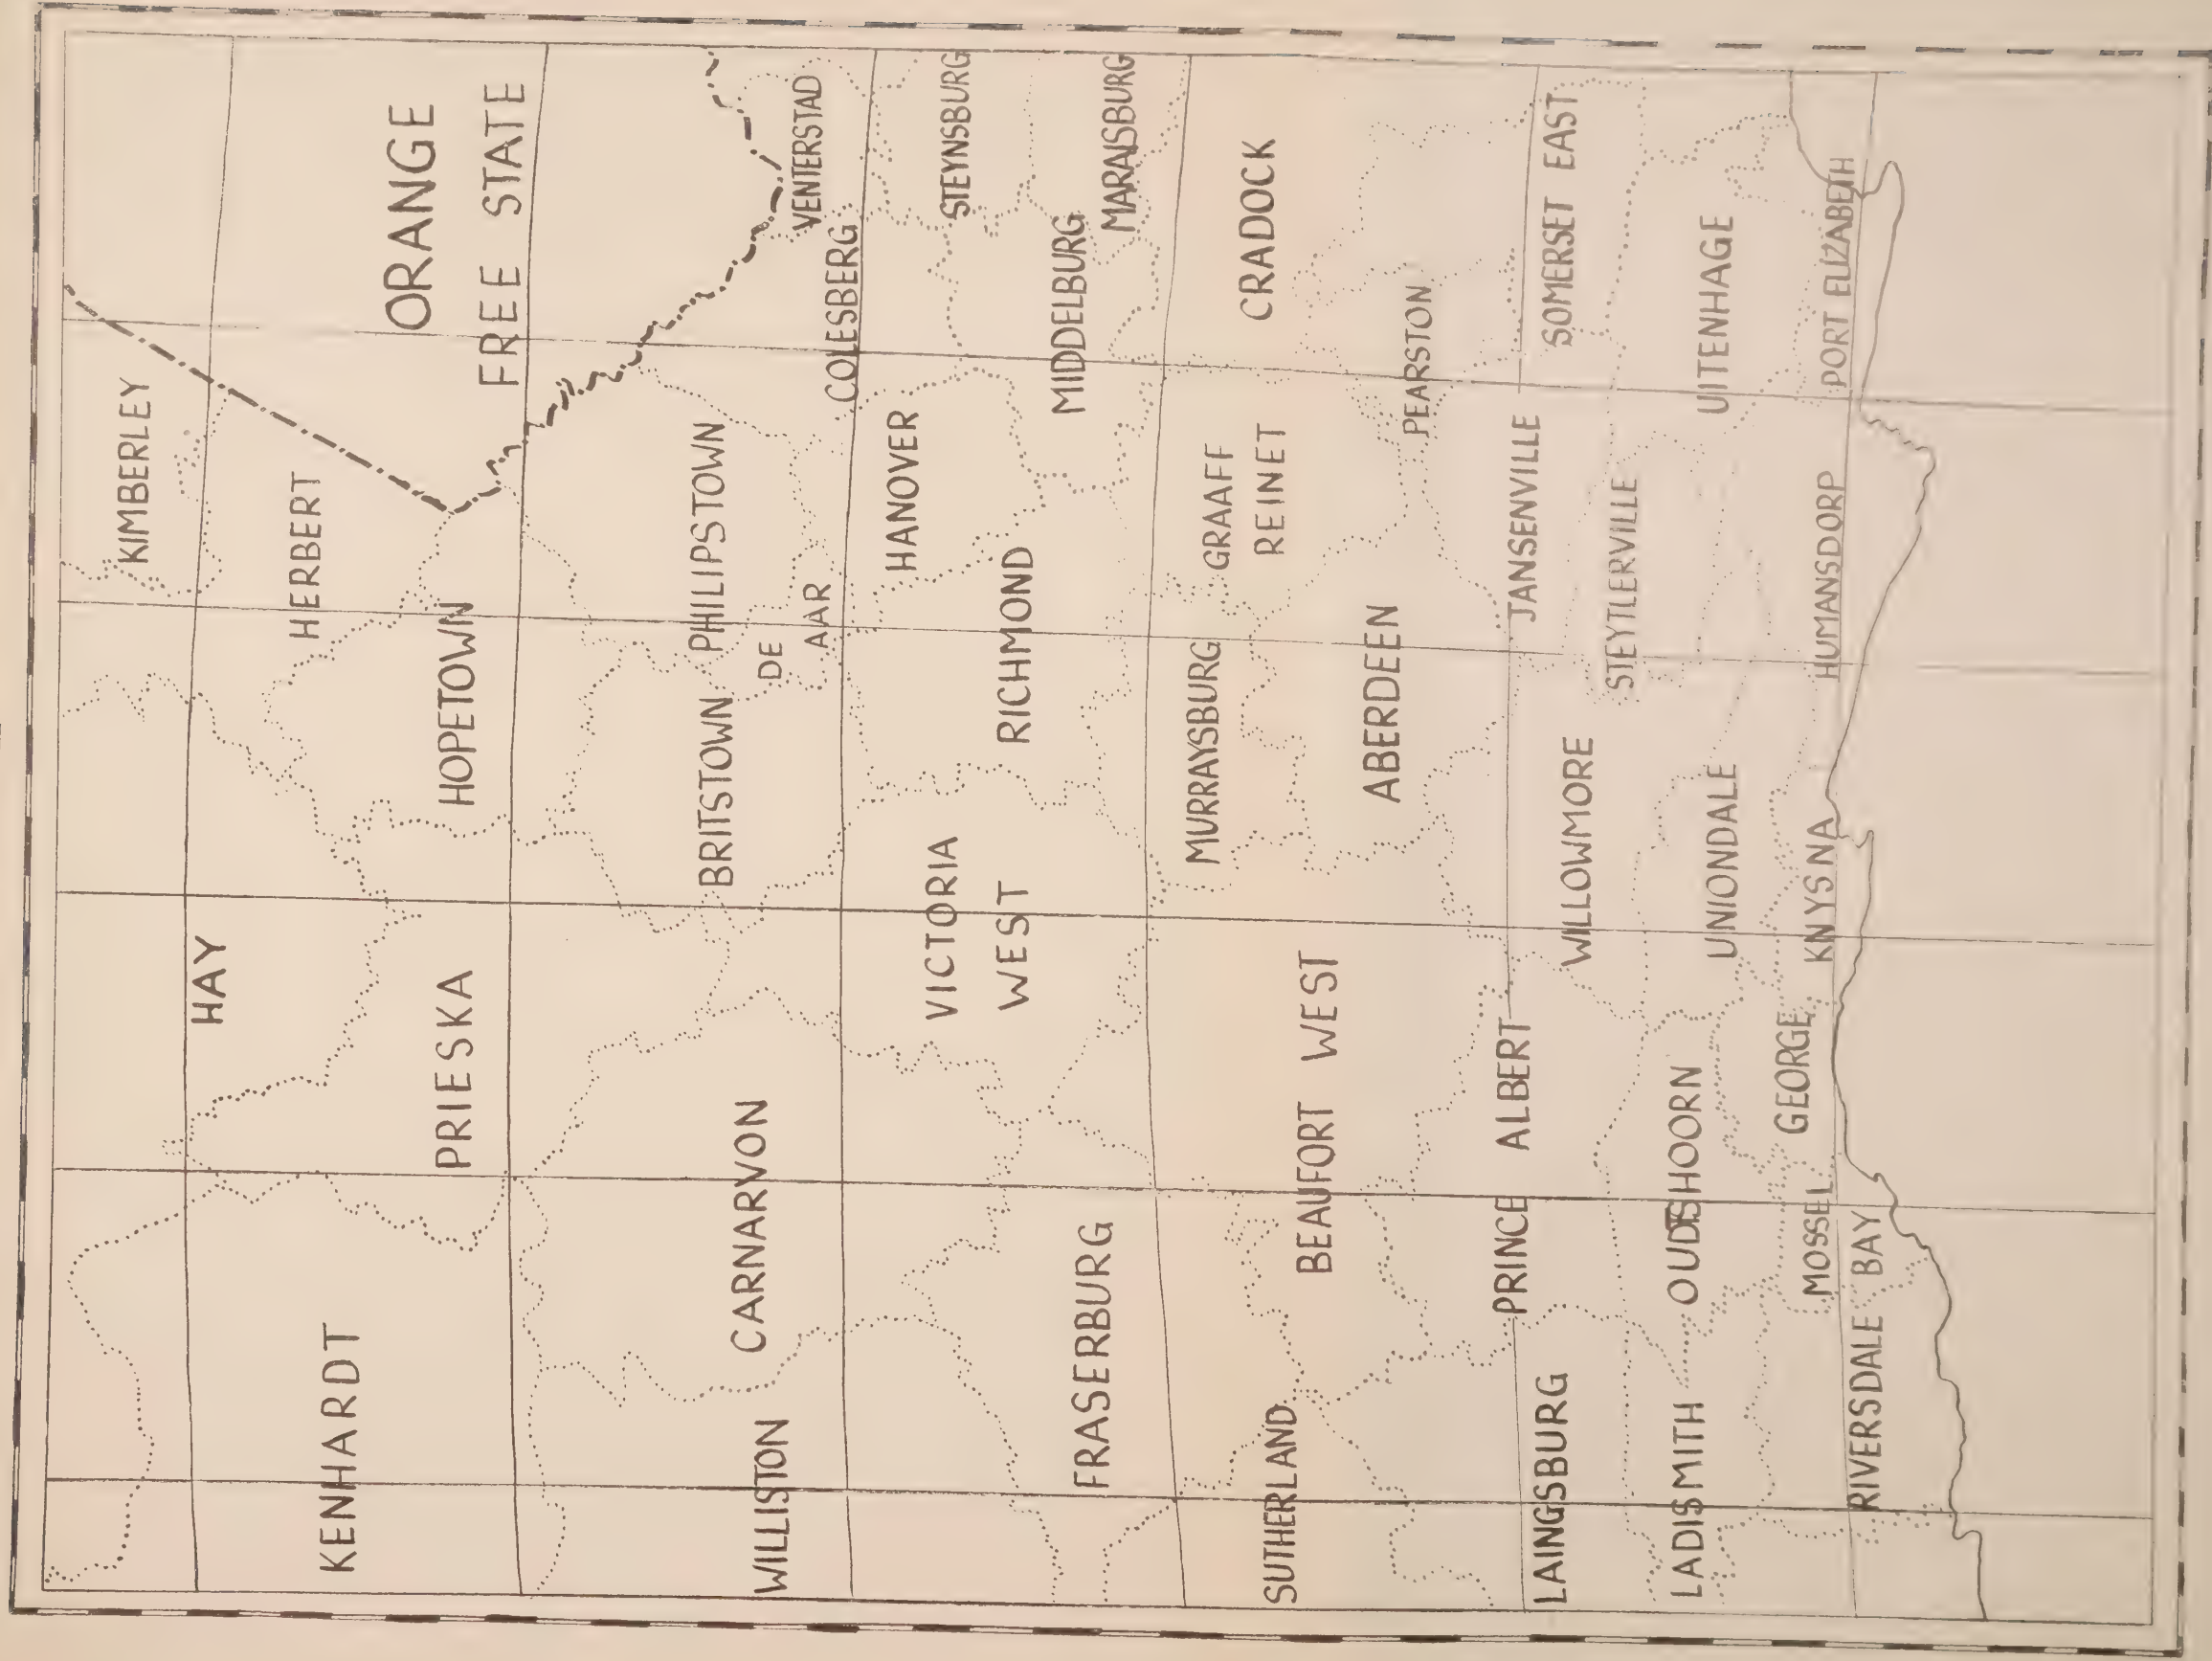 KIMBERLEY
HAY
HERBERT
ORANGE
FREE STATE
KENHARDT
PRIESKA
HOPETOWN
WILLISTON
CARNARVON
BRITSTOWN
PHILIPSTOWN
DE
AAR
COLESBERG
VENTERSTAD
VICTORIA
WEST
HANOVER
STEYNSBURG
RICHMOND
MIDDELBURG
MARAISBURG
FRASERBURG
MURRAYSBURG
GRAAFF
REINET
CRADOCK
SUTHERLAND
BEAUFORT WEST
ABERDEEN
PEARSTON
LAINGSBURG
PRINCE ALBERT
WILLOWMORE
JANSENVILLE
SOMERSET EAST
STEYTLERVILLE
LADISMITH
OUDTSHOORN
UNIONDALE
UITENHAGE
RIVERSDALE
MOSSEL
BAY
GEORGE
KNYSNA
HUMANSDORP
PORT ELIZABETH